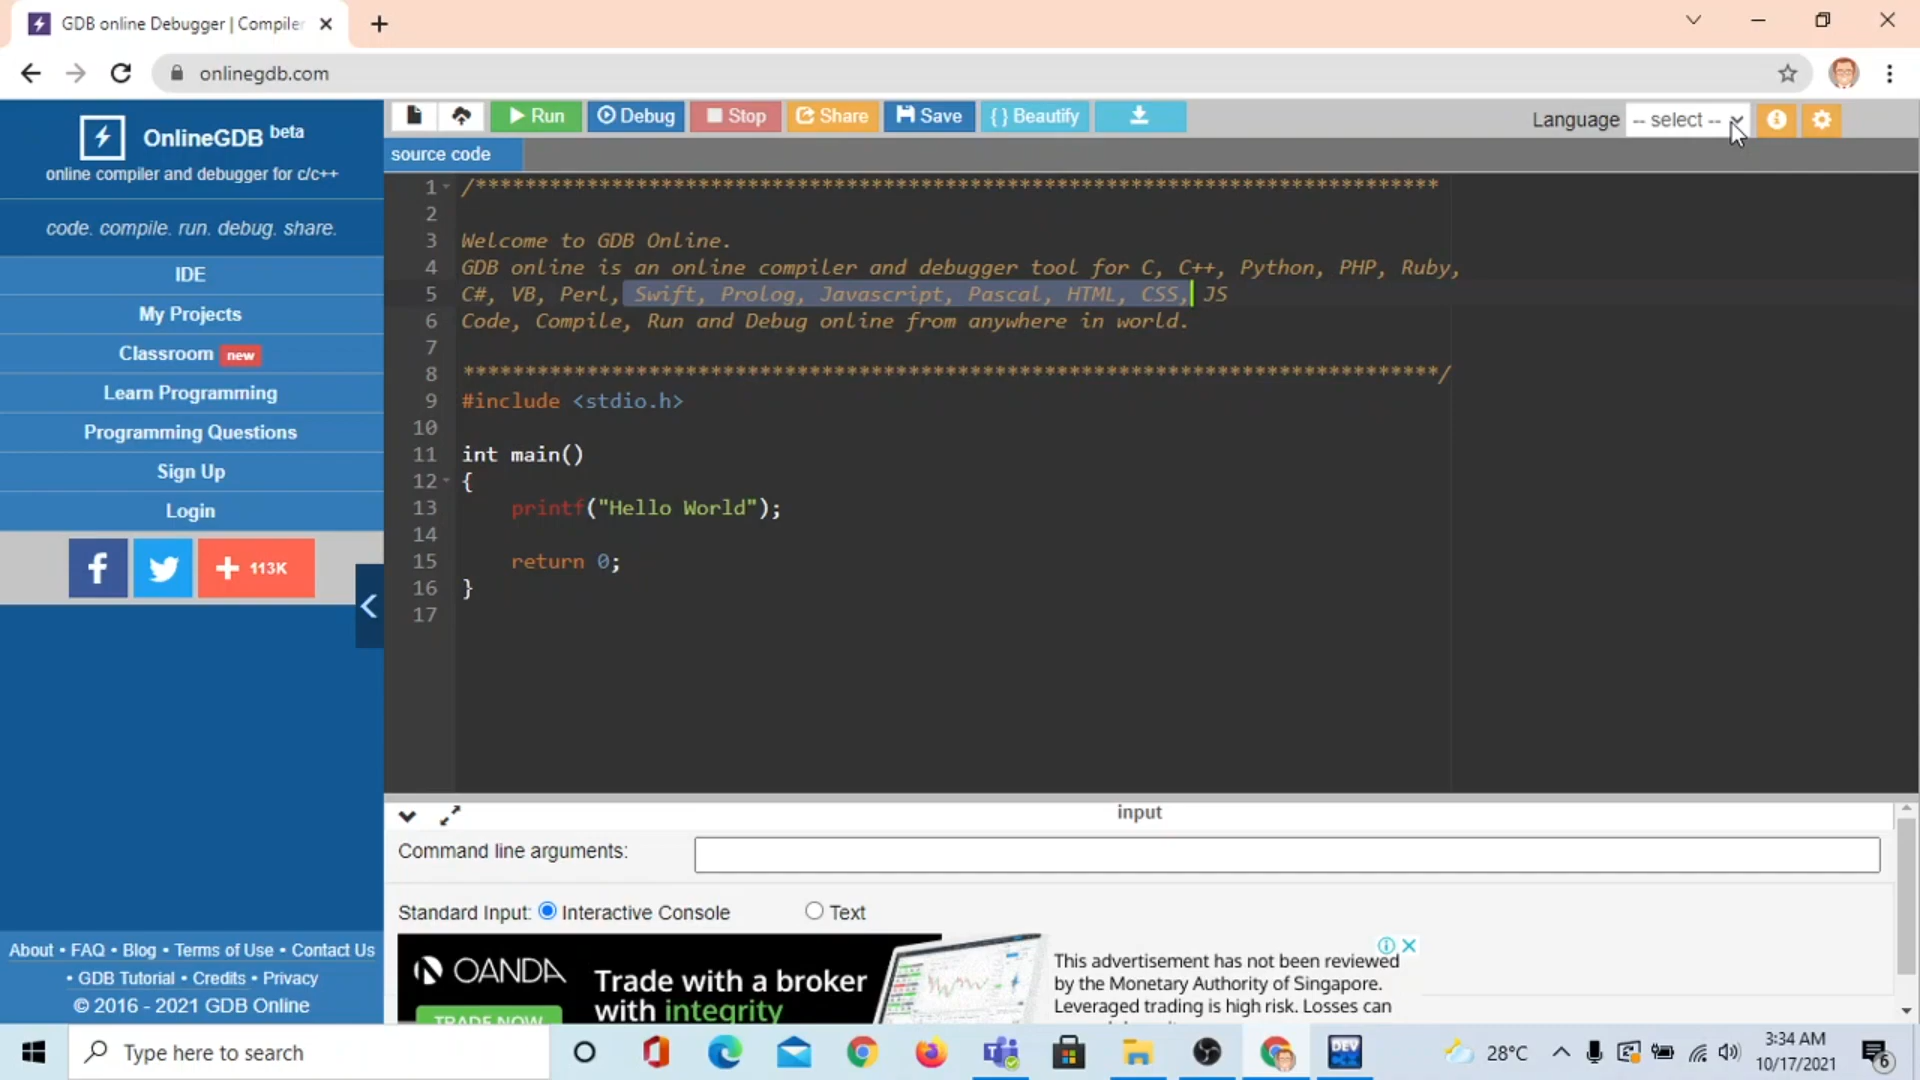 GDB online Debugger | Compiler
onlinegdb.com
OnlineGDB beta
online compiler and debugger for c/c++
code. compile. run. debug. share.
IDE
My Projects
Classroom new
Learn Programming
Programming Questions
Sign Up
Login
+ 113K
About • FAQ • Blog • Terms of Use • Contact Us
• GDB Tutorial • Credits • Privacy
© 2016 - 2021 GDB Online
Run Debug Stop Share Save { } Beautify
Language -- select --
source code
1 /******************************************************************************
2
3 Welcome to GDB Online.
4 GDB online is an online compiler and debugger tool for C, C++, Python, PHP, Ruby,
5 C#, VB, Perl, Swift, Prolog, Javascript, Pascal, HTML, CSS, JS
6 Code, Compile, Run and Debug online from anywhere in world.
7
8 *******************************************************************************/
9 #include <stdio.h>
10
11 int main()
12 {
13 printf("Hello World");
14
15 return 0;
16 }
17
input
Command line arguments:
Standard Input: Interactive Console Text
OANDA
TRADE NOW
Trade with a broker
with integrity
This advertisement has not been reviewed
by the Monetary Authority of Singapore.
Leveraged trading is high risk. Losses can
Type here to search
DEV
28°C
3:34 AM
10/17/2021
6